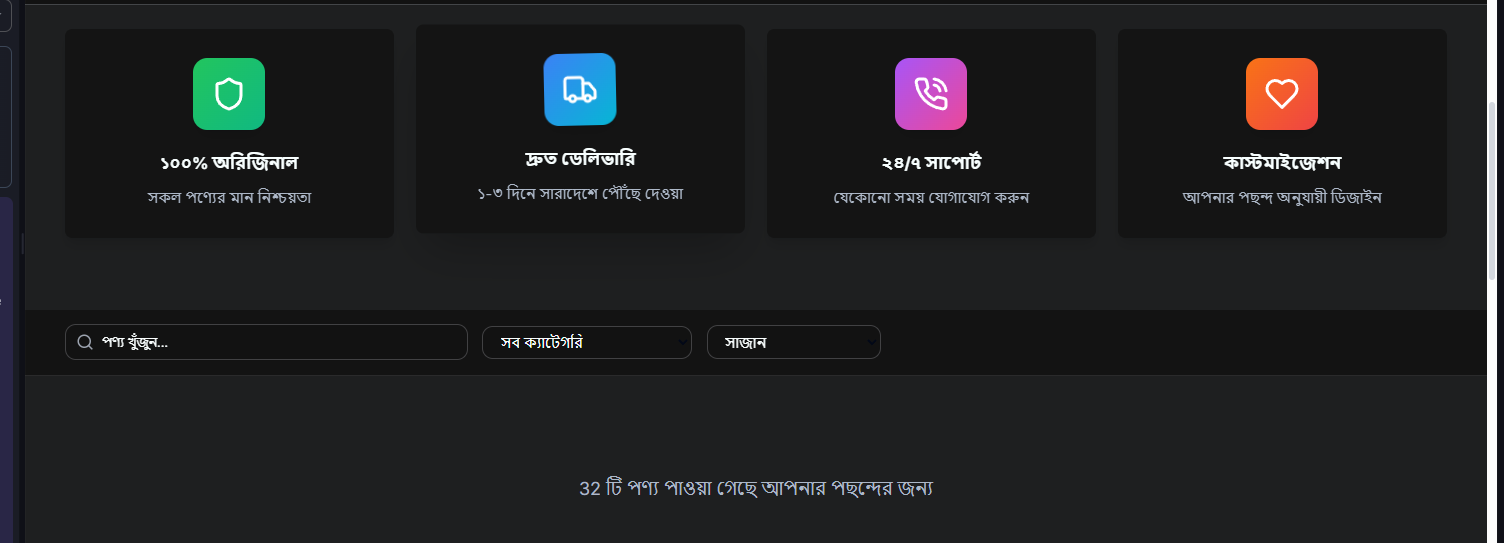 ১০০% অরিজিনাল
সকল পণ্যের মান নিশ্চয়তা
দ্রুত ডেলিভারি
১-৩ দিনে সারাদেশে পৌঁছে দেওয়া
২৪/৭ সাপোর্ট
যেকোনো সময় যোগাযোগ করুন
কাস্টমাইজেশন
আপনার পছন্দ অনুযায়ী ডিজাইন
পণ্য খুঁজুন...
সব ক্যাটেগরি
সাজান
32 টি পণ্য পাওয়া গেছে আপনার পছন্দের জন্য